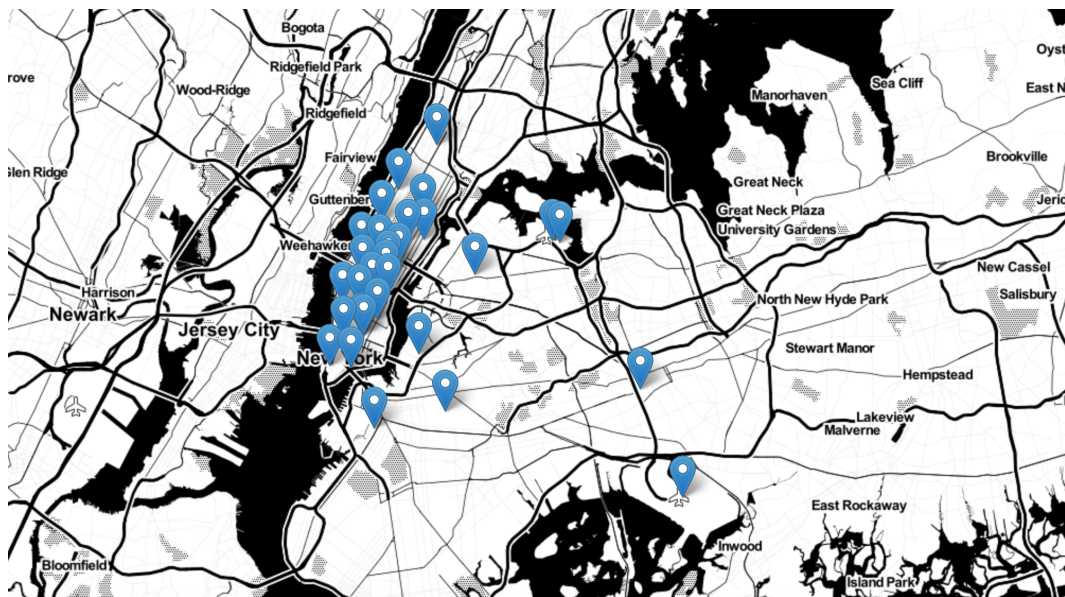 Bogota
Oyst
Ridgefield Park
rove
Sea Cliff
Wood-Ridge
East N
Manorhaven
Ridgefield
Fairview
Brookville
Glen Ridge
Great Neck
Guttenber
Jeric
Great Neck Plaza
University Gardens
Weehawken
New Cassel
Harrison
Salisbury
North New Hyde Park
Newark
Jersey City
Stewart Manor
New York
Hempstead
Lakeview
Malverne
East Rockaway
Inwood
Bloomfield
Island Park